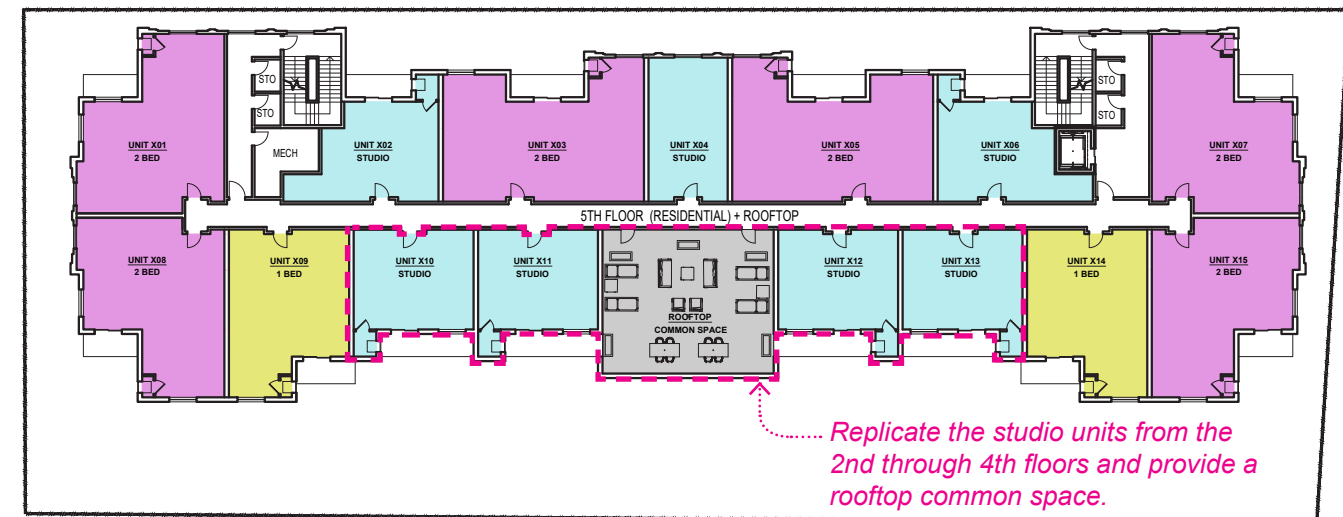 STO
STO
MECH
STO
STO
UNIT X01
2 BED
UNIT X02
STUDIO
UNIT X03
2 BED
UNIT X04
STUDIO
UNIT X05
2 BED
UNIT X06
STUDIO
UNIT X07
2 BED
5TH FLOOR (RESIDENTIAL) + ROOFTOP
UNIT X08
2 BED
UNIT X09
1 BED
UNIT X10
STUDIO
UNIT X11
STUDIO
ROOFTOP
COMMON SPACE
UNIT X12
STUDIO
UNIT X13
STUDIO
UNIT X14
1 BED
UNIT X15
2 BED
Replicate the studio units from the
2nd through 4th floors and provide a
rooftop common space.